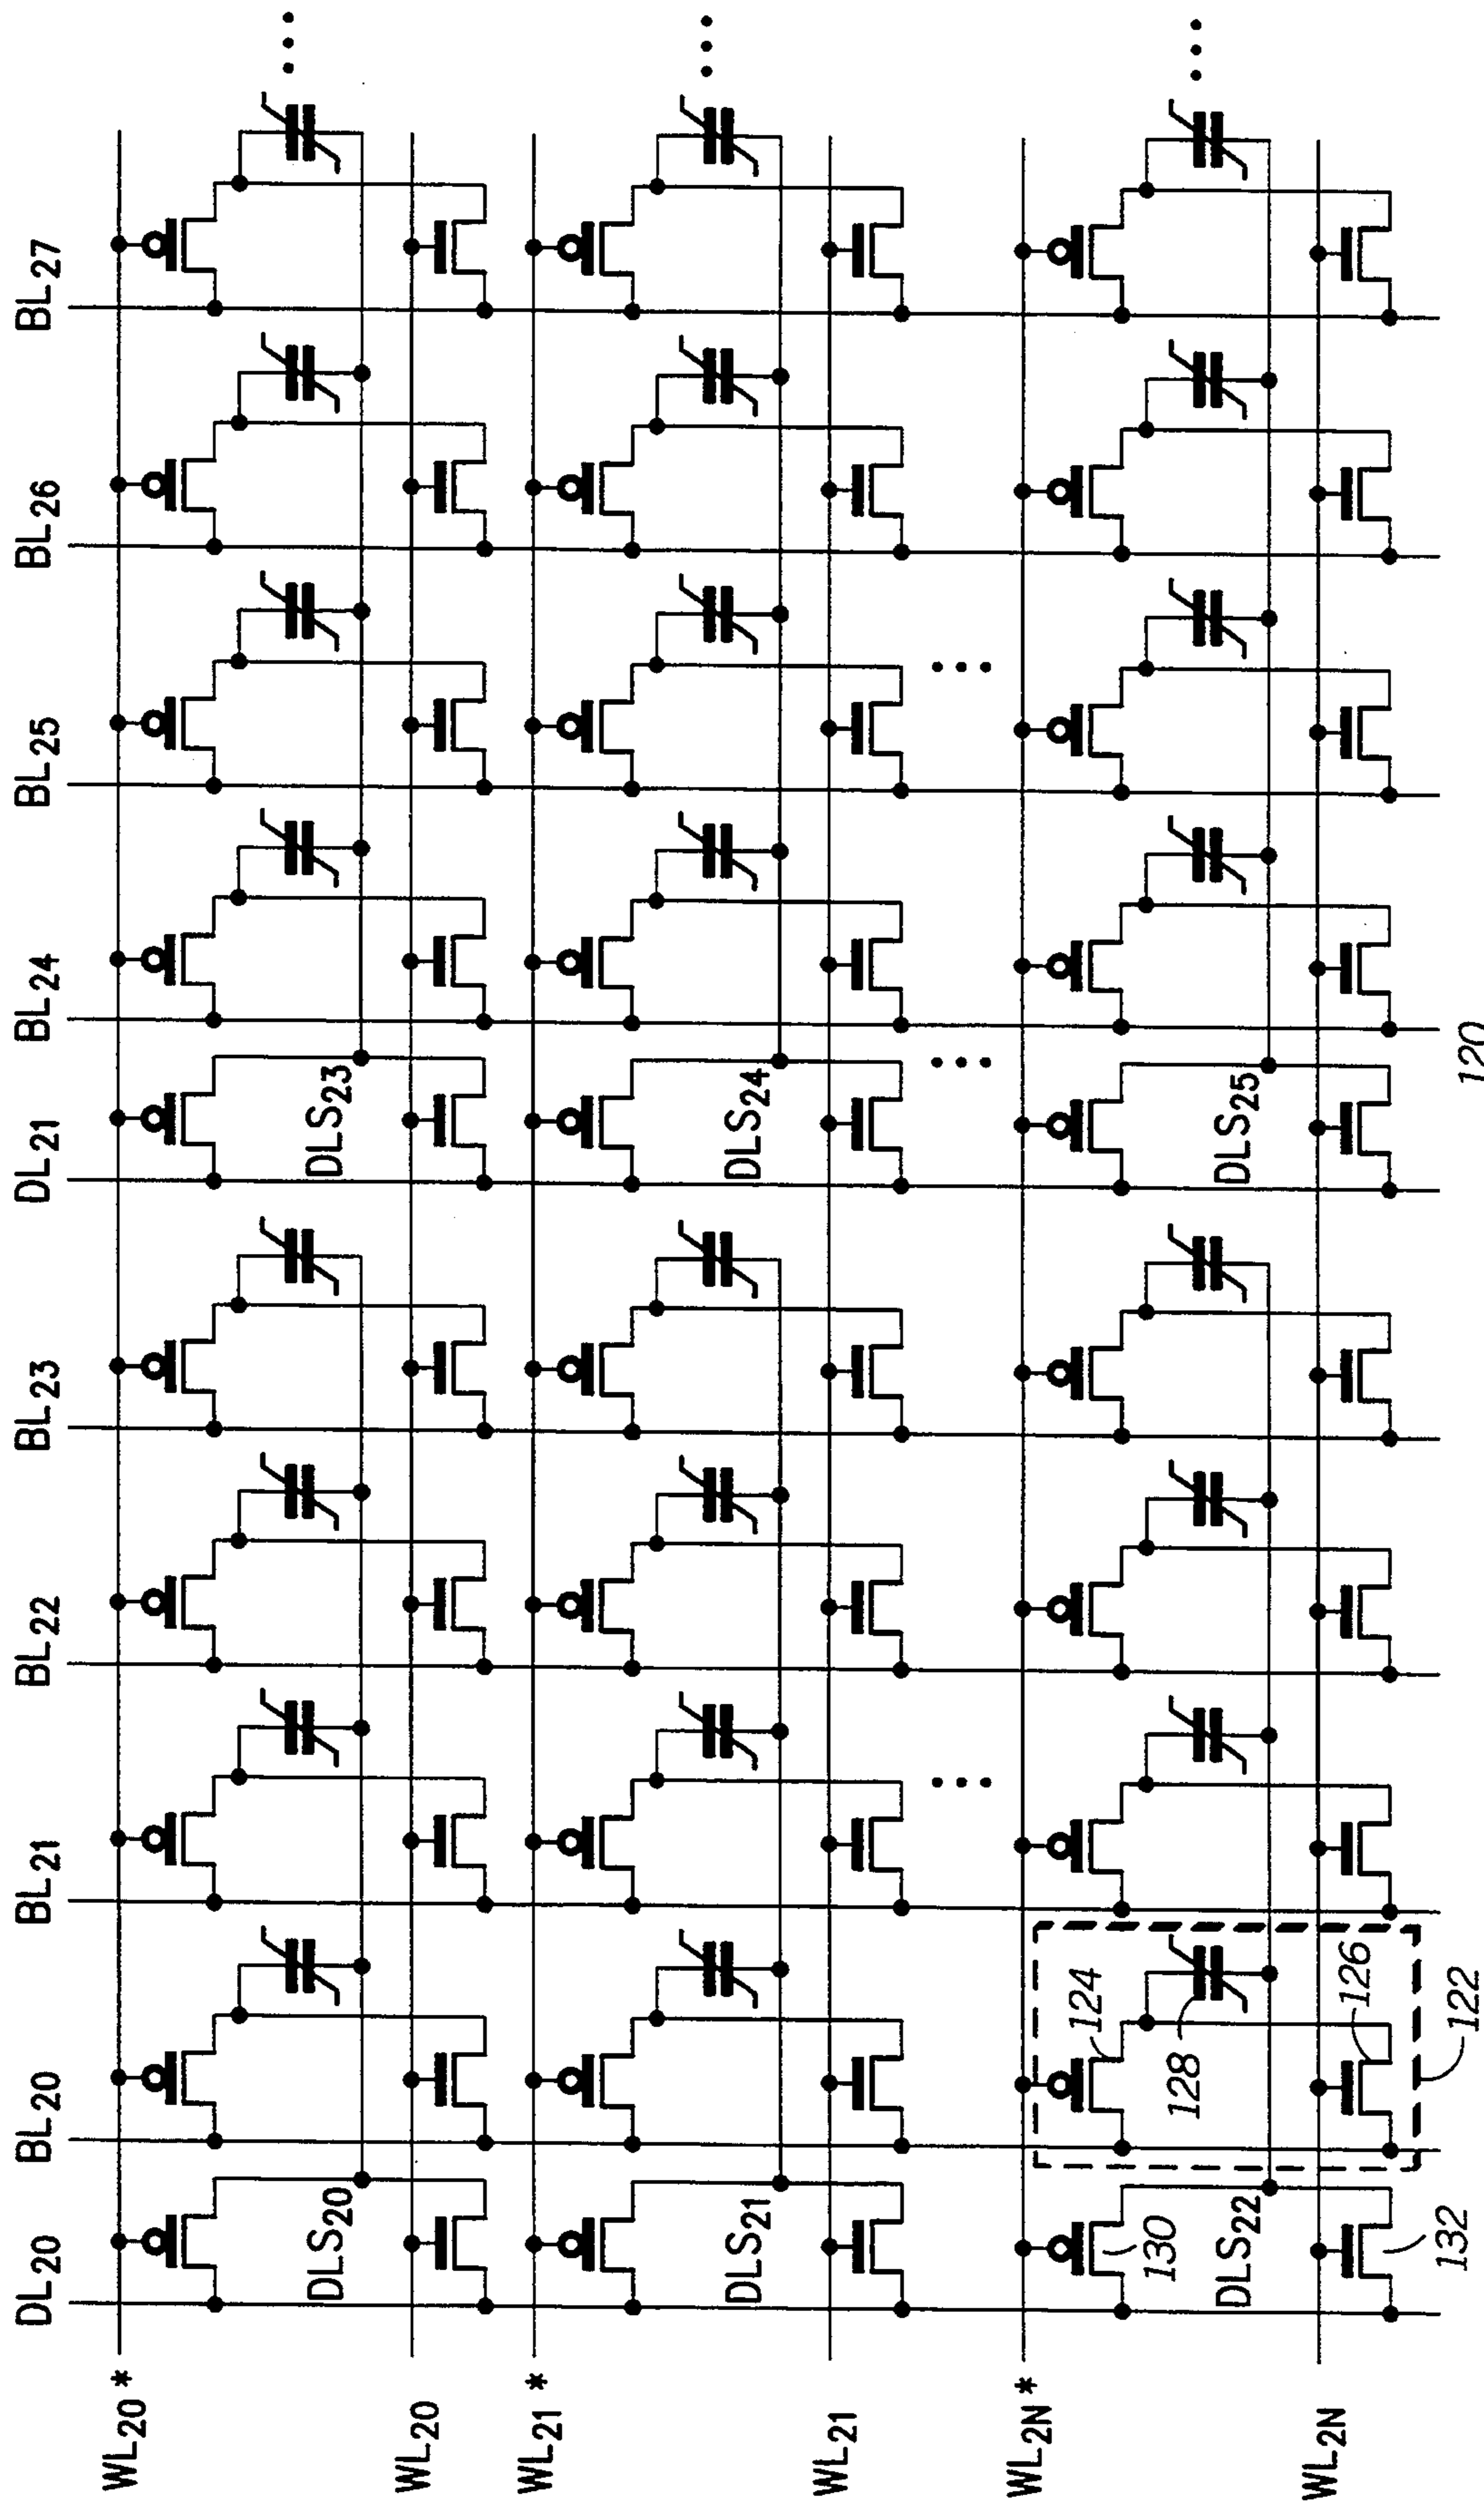 DL20 BL20 BL21 BL22 BL23 DL21 BL24 BL25 BL26 BL27
WL20*
DLS20 DLS23
WL20
WL21*
DLS21 DLS24
WL21
WL2N*
124
130
128
DLS22 DLS25
WL2N
126
132
122
120